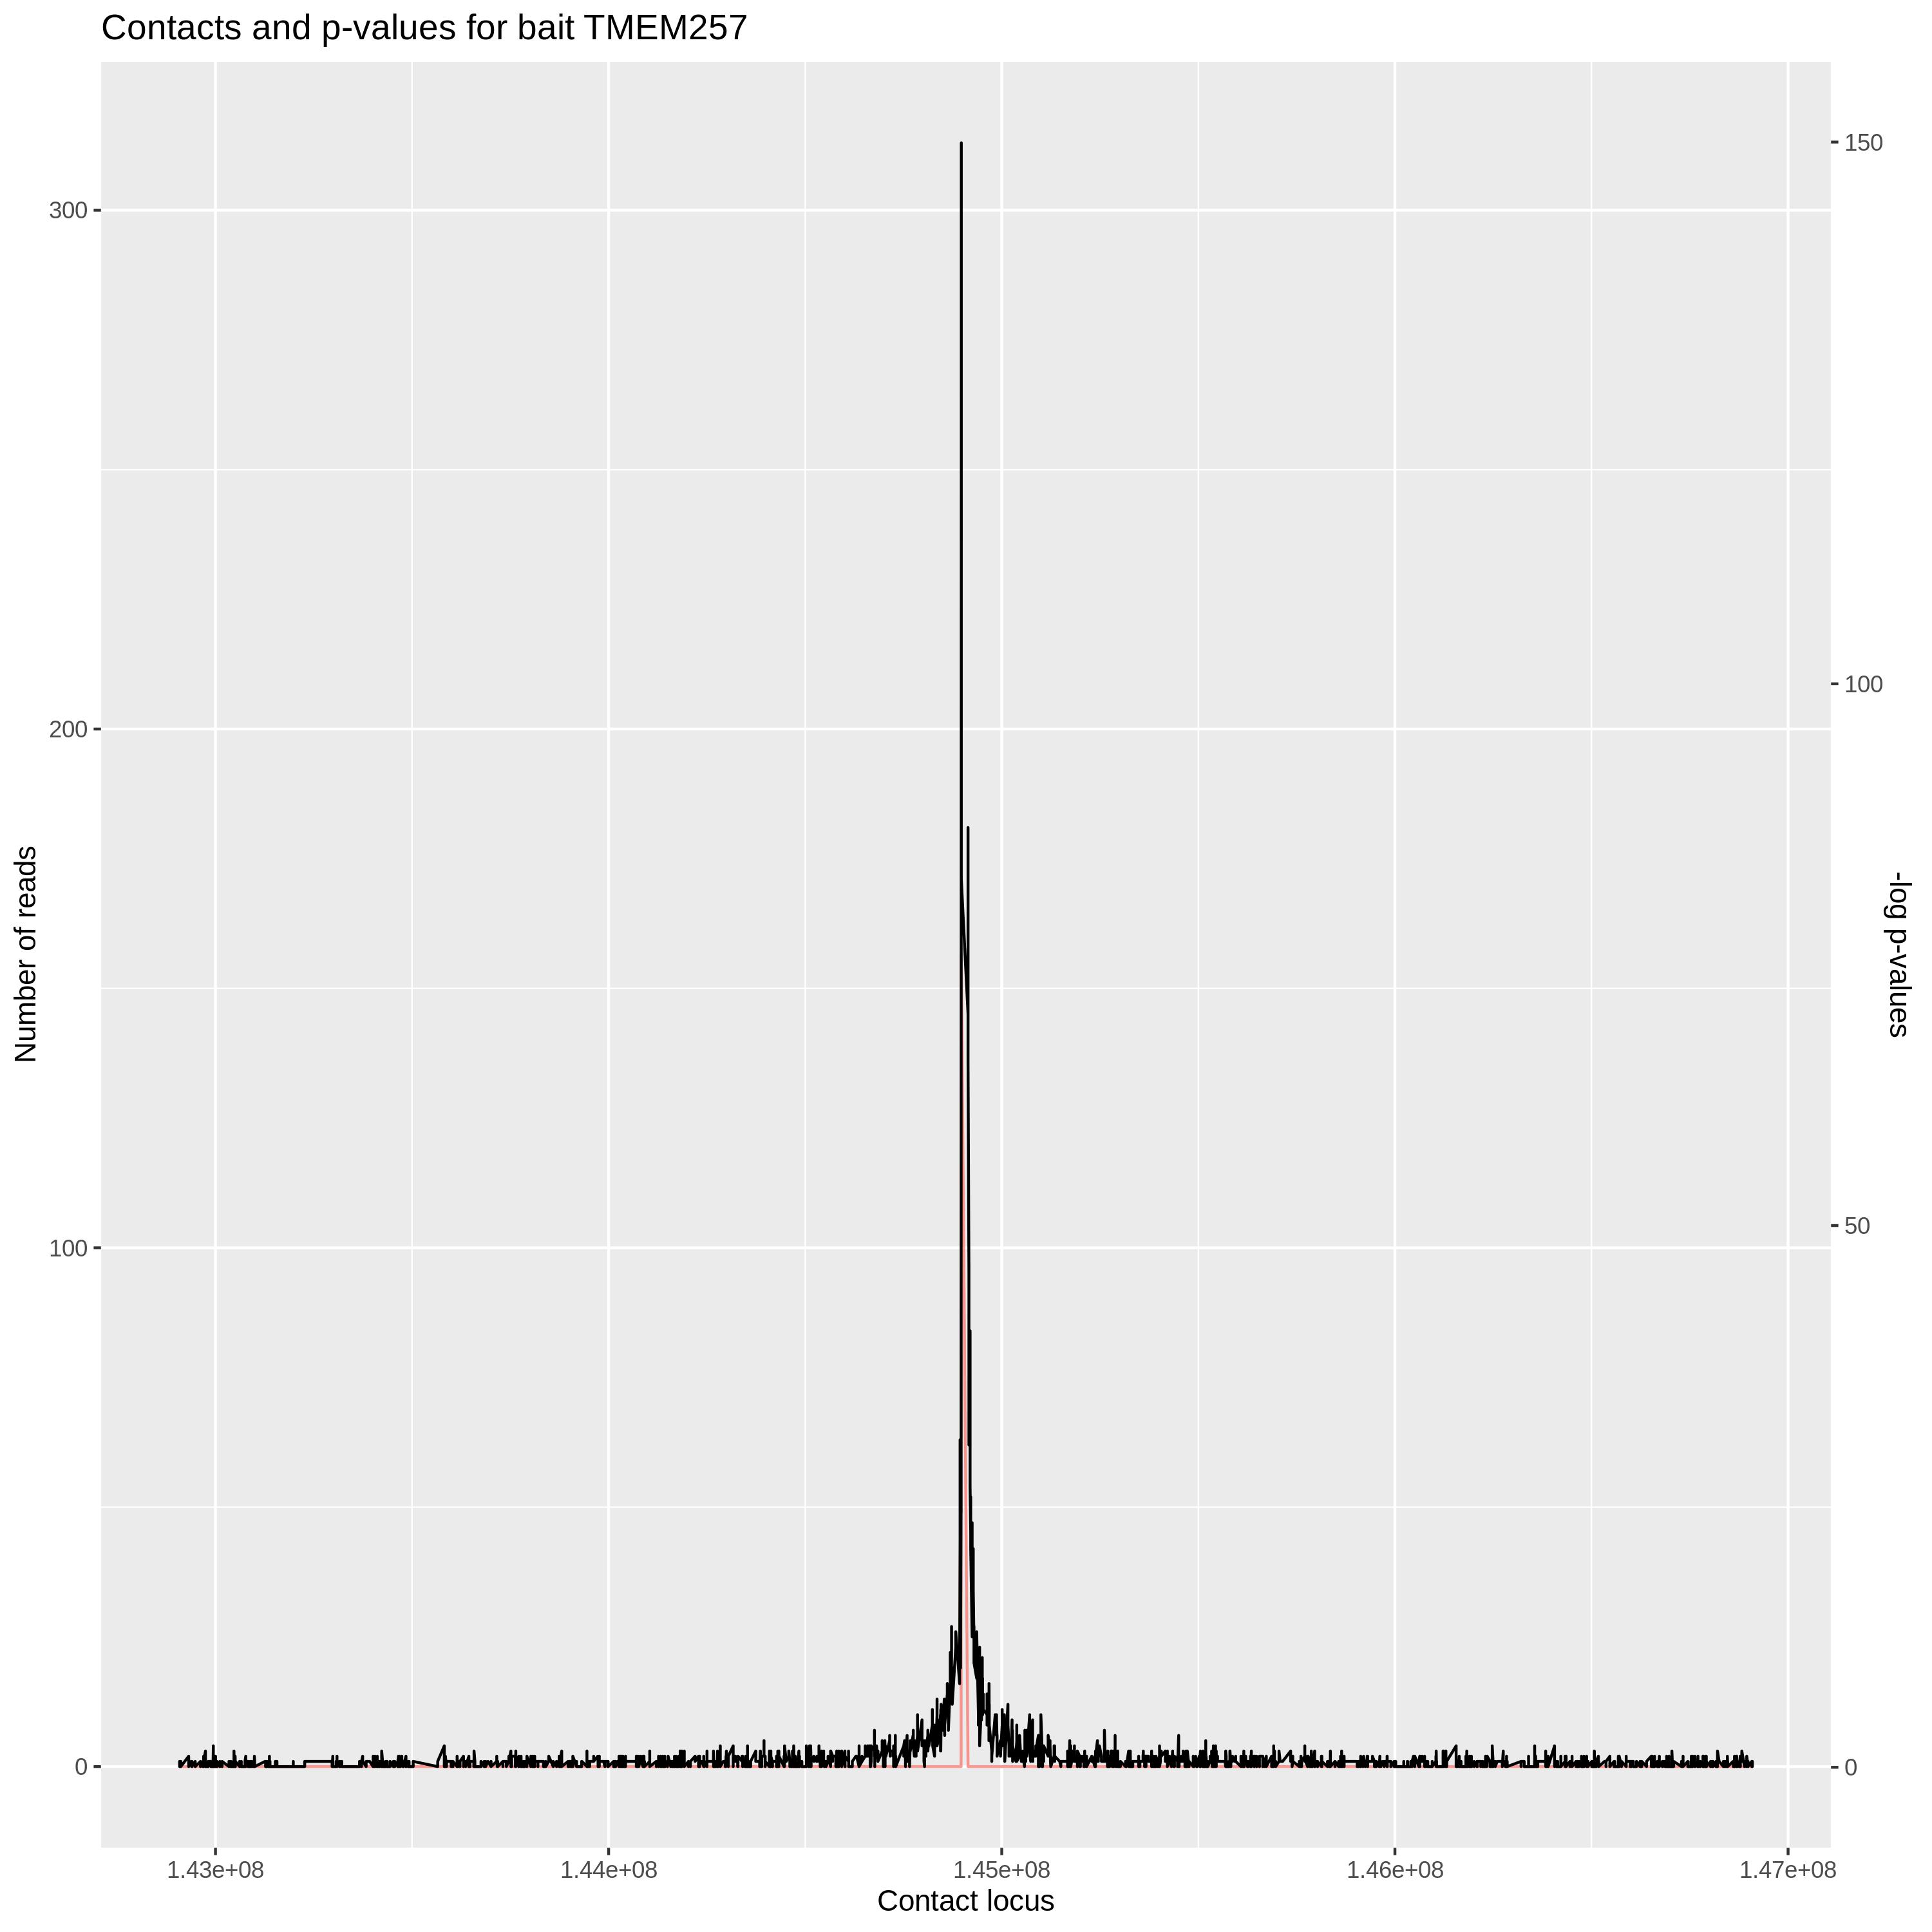 Contacts and p-values for bait TMEM257
300
200
100
0
Number of reads
150
100
50
0
-log p-values
1.43e+08
1.44e+08
1.45e+08
1.46e+08
1.47e+08
Contact locus